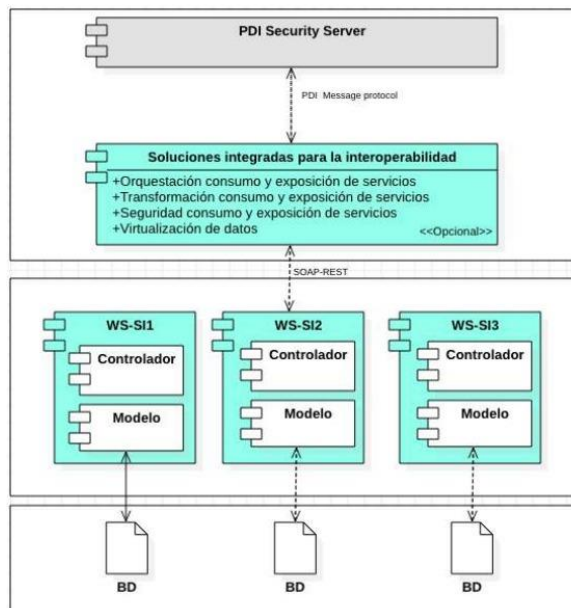 PDI Security Server
PDI Message protocol
Soluciones integradas para la interoperabilidad
+Orquestación consumo y exposición de servicios
+Transformación consumo y exposición de servicios
+Seguridad consumo y exposición de servicios
+Virtualización de datos
<<Opcional>>
SOAP-REST
WS-SI1
Controlador
Modelo
WS-SI2
Controlador
Modelo
WS-SI3
Controlador
Modelo
BD
BD
BD